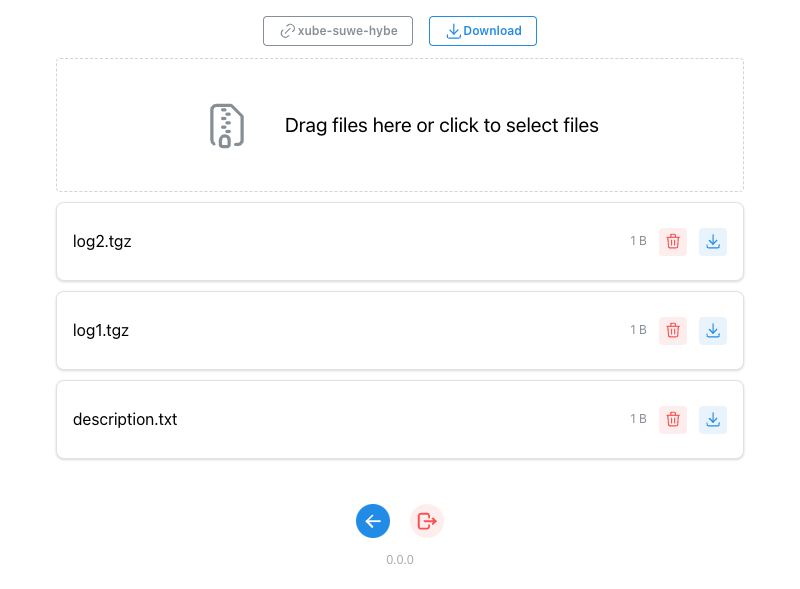 xube-suwe-hybe
Download
Drag files here or click to select files
log2.tgz
1 B
log1.tgz
1 B
description.txt
1 B
0.0.0